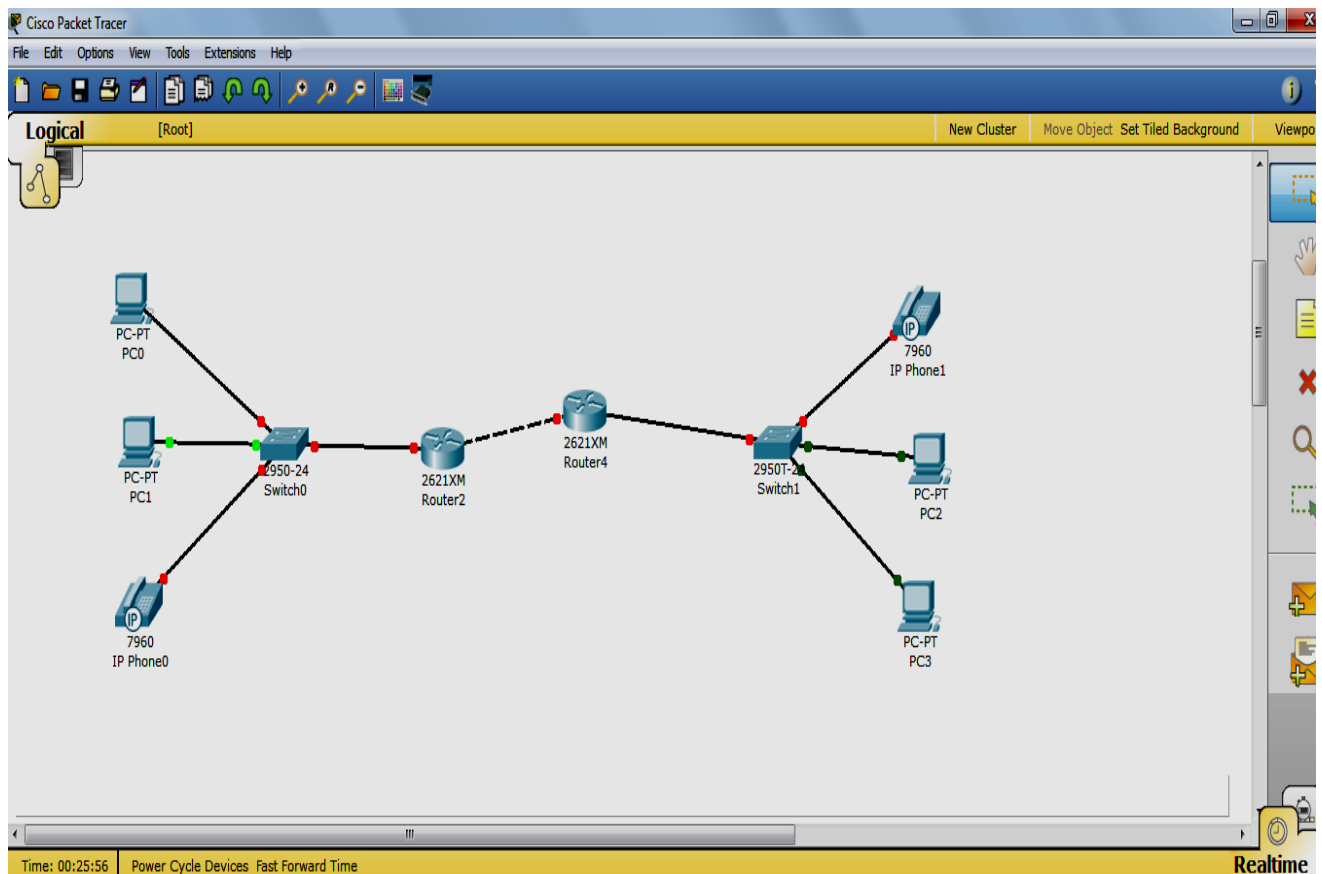 Cisco Packet Tracer
File Edit Options View Tools Extensions Help
Logical [Root] New Cluster Move Object Set Tiled Background Viewpo
PC-PT
PC0
PC-PT
PC1
7960
IP Phone0
2950-24
Switch0
2621XM
Router2
2621XM
Router4
2950T-24
Switch1
IP
7960
IP Phone1
PC-PT
PC2
PC-PT
PC3
IP
Time: 00:25:56 Power Cycle Devices Fast Forward Time Realtime